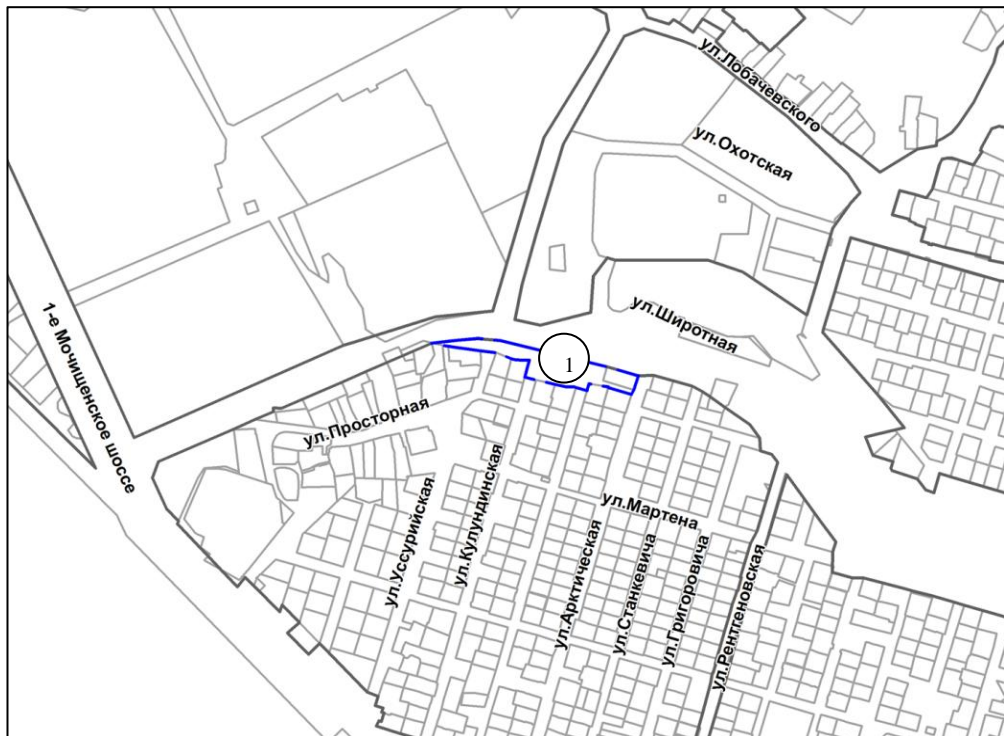 ул.Лобачевского
ул.Охотская
ул.Широтная
1-е Мочищенское шоссе
1
ул.Просторная
ул.Уссурийская
ул.Кулундинская
ул.Мартена
ул.Арктическая
ул.Станкевича
ул.Григоровича
ул.Рентгеновская